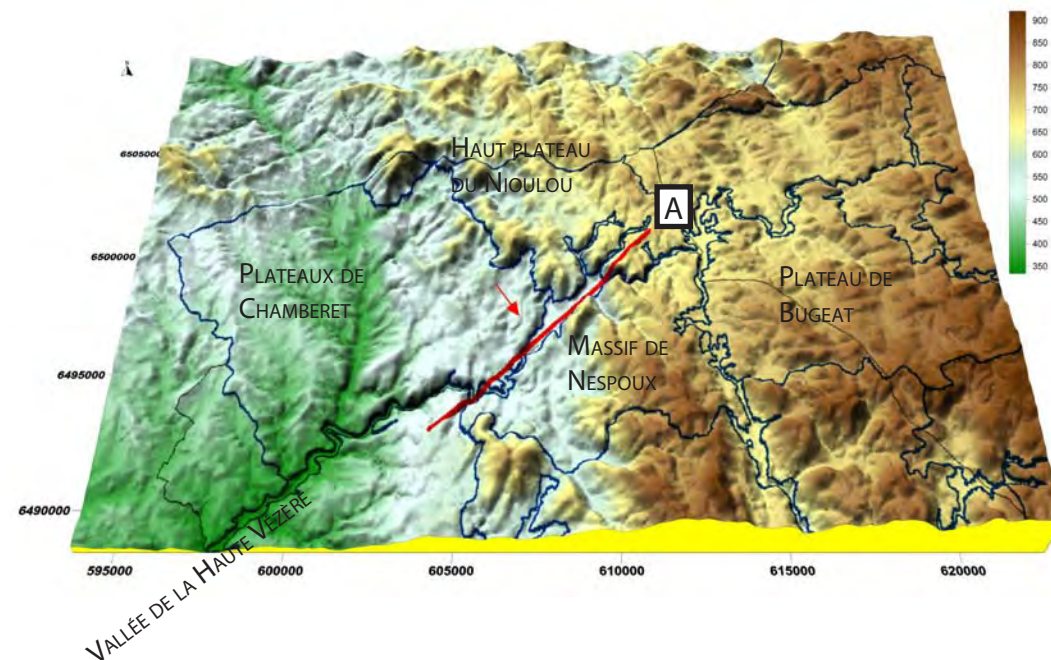 900
850
800
750
700
650
600
550
500
450
400
350
6505000
6500000
6495000
6490000
Haut plateau
du Nioulou
A
Plateaux de
Chamberet
Plateau de
Bugeat
Massif de
Nespoux
Vallée de la Haute Vézère
595000
600000
605000
610000
615000
620000